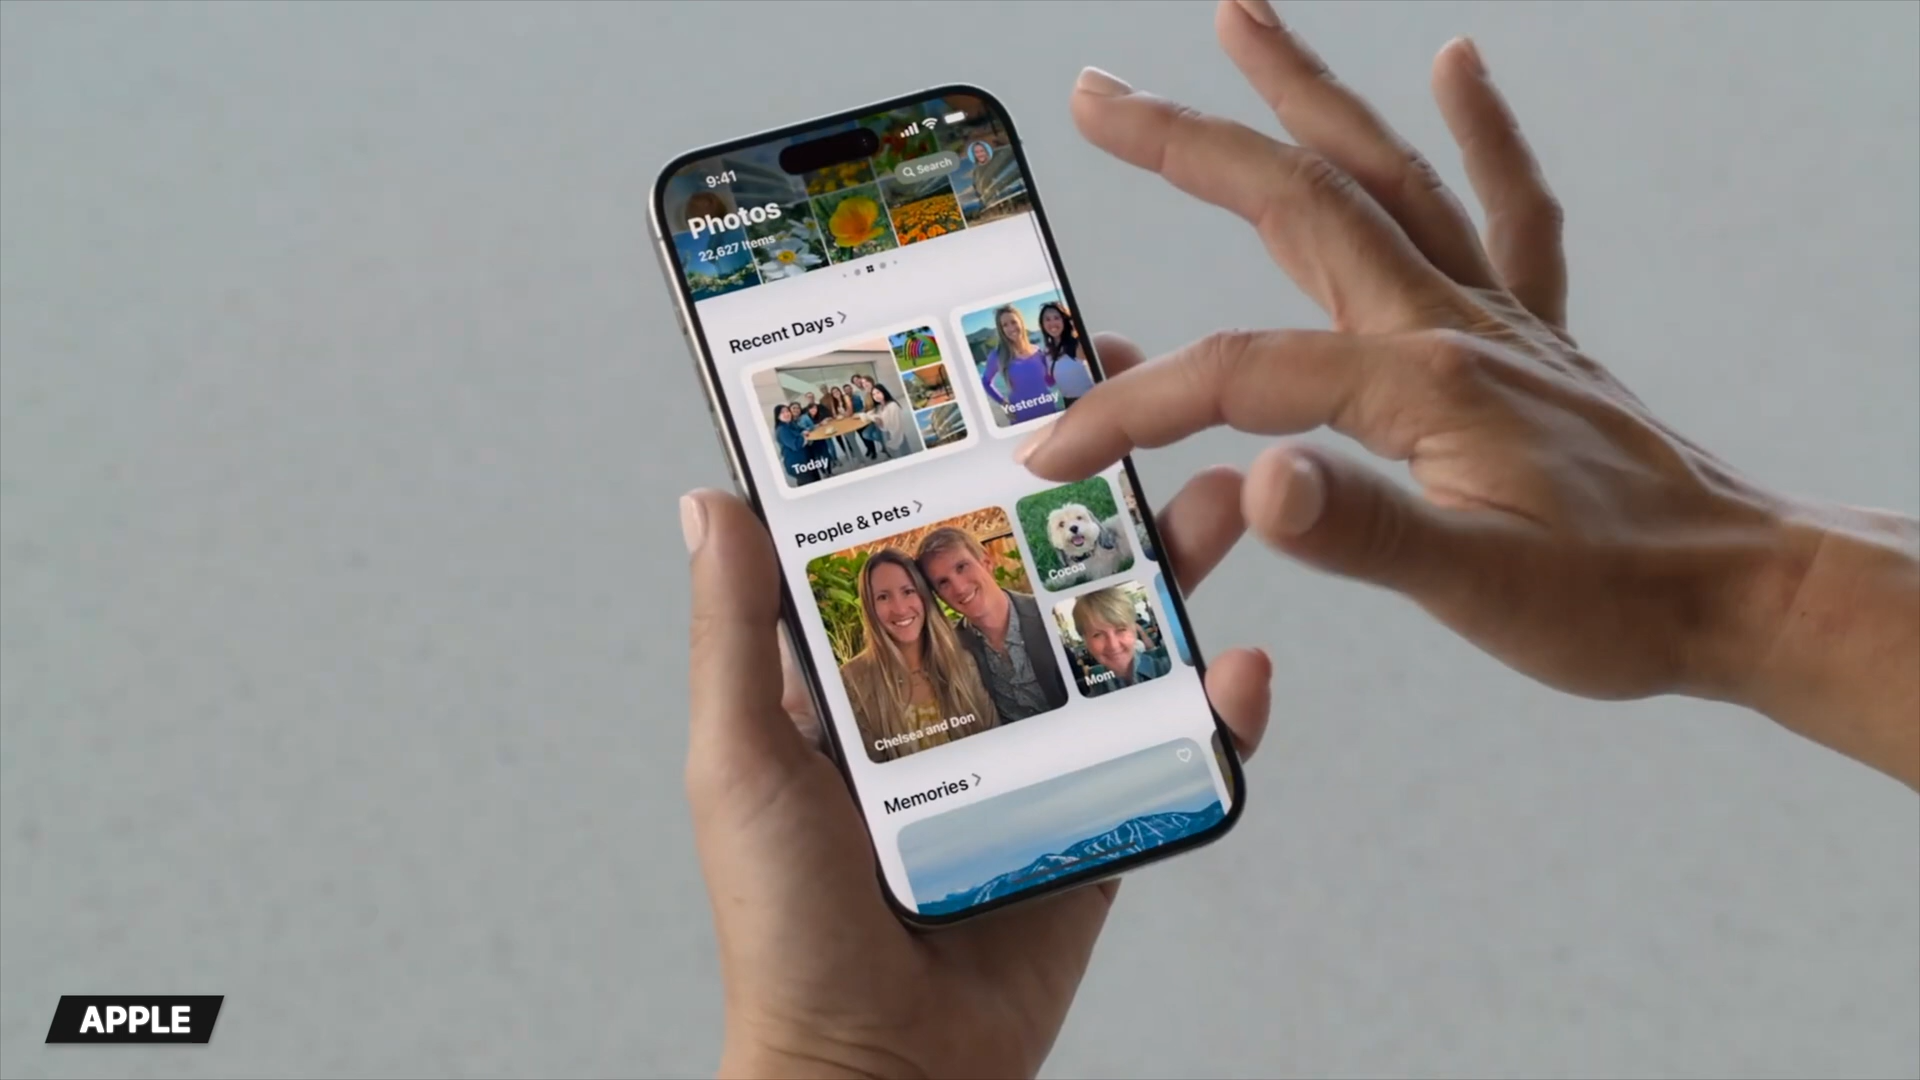 9:41
Search
Photos
22,627 Items
Recent Days
Today
Yesterday
People & Pets
Cocoa
Mom
Chelsea and Don
Memories
APPLE